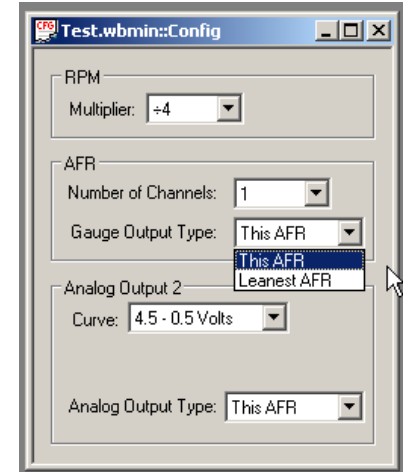 CFG Test.wbmin::Config
RPM
Multiplier: ÷4
AFR
Number of Channels: 1
Gauge Output Type: This AFR
This AFR
Leanest AFR
Analog Output 2
Curve: 4.5 - 0.5 Volts
Analog Output Type: This AFR